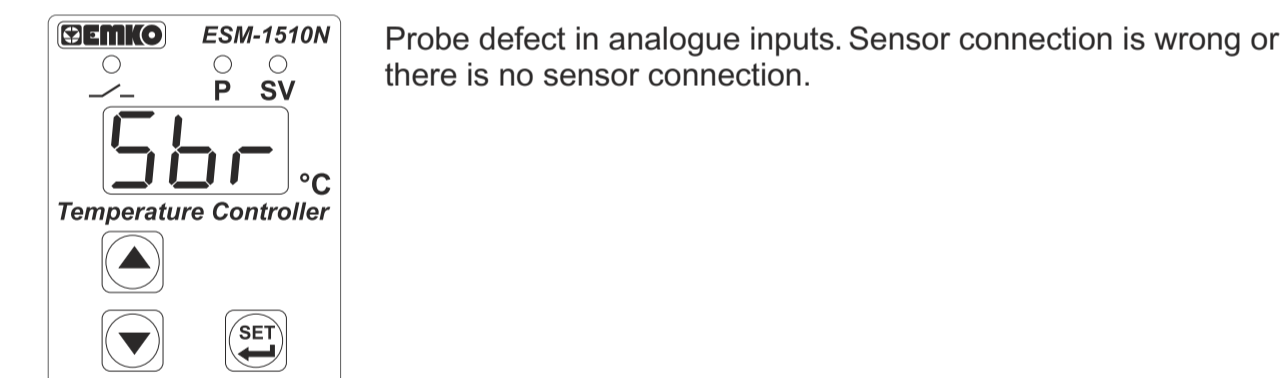 EMKO ESM-1510N
P SV
Sbr
°C
Temperature Controller
SET
Probe defect in analogue inputs. Sensor connection is wrong or
there is no sensor connection.